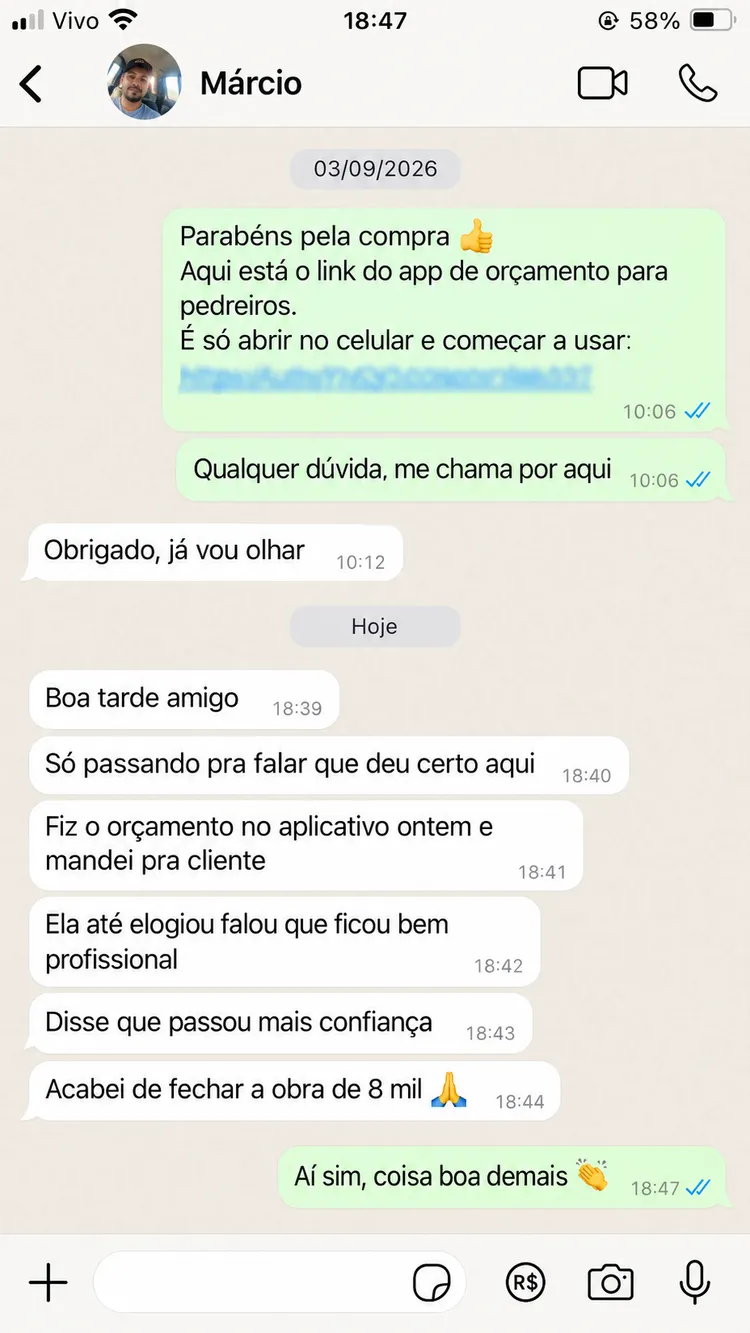 Vivo 18:47 58%
Márcio
03/09/2026
Parabéns pela compra 👍
Aqui está o link do app de orçamento para
pedreiros.
É só abrir no celular e começar a usar:
10:06
Qualquer dúvida, me chama por aqui 10:06
Obrigado, já vou olhar 10:12
Hoje
Boa tarde amigo 18:39
Só passando pra falar que deu certo aqui 18:40
Fiz o orçamento no aplicativo ontem e
mandei pra cliente 18:41
Ela até elogiou falou que ficou bem
profissional 18:42
Disse que passou mais confiança 18:43
Acabei de fechar a obra de 8 mil 🙏 18:44
Aí sim, coisa boa demais 👏 18:47
R$